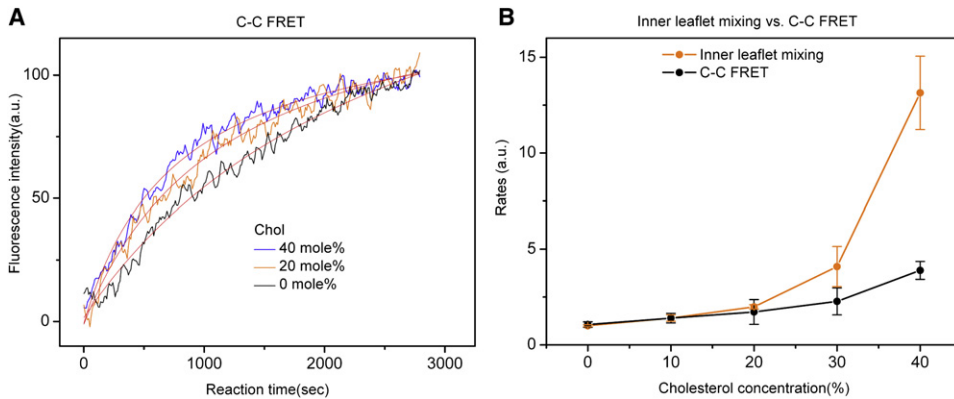 A
C-C FRET
Fluorescence intensity(a.u.)
100
50
0
Chol
40 mole%
20 mole%
0 mole%
0
1000
2000
3000
Reaction time(sec)
B
Inner leaflet mixing vs. C-C FRET
Inner leaflet mixing
C-C FRET
Rates (a.u.)
15
10
5
0
0
10
20
30
40
Cholesterol concentration(%)